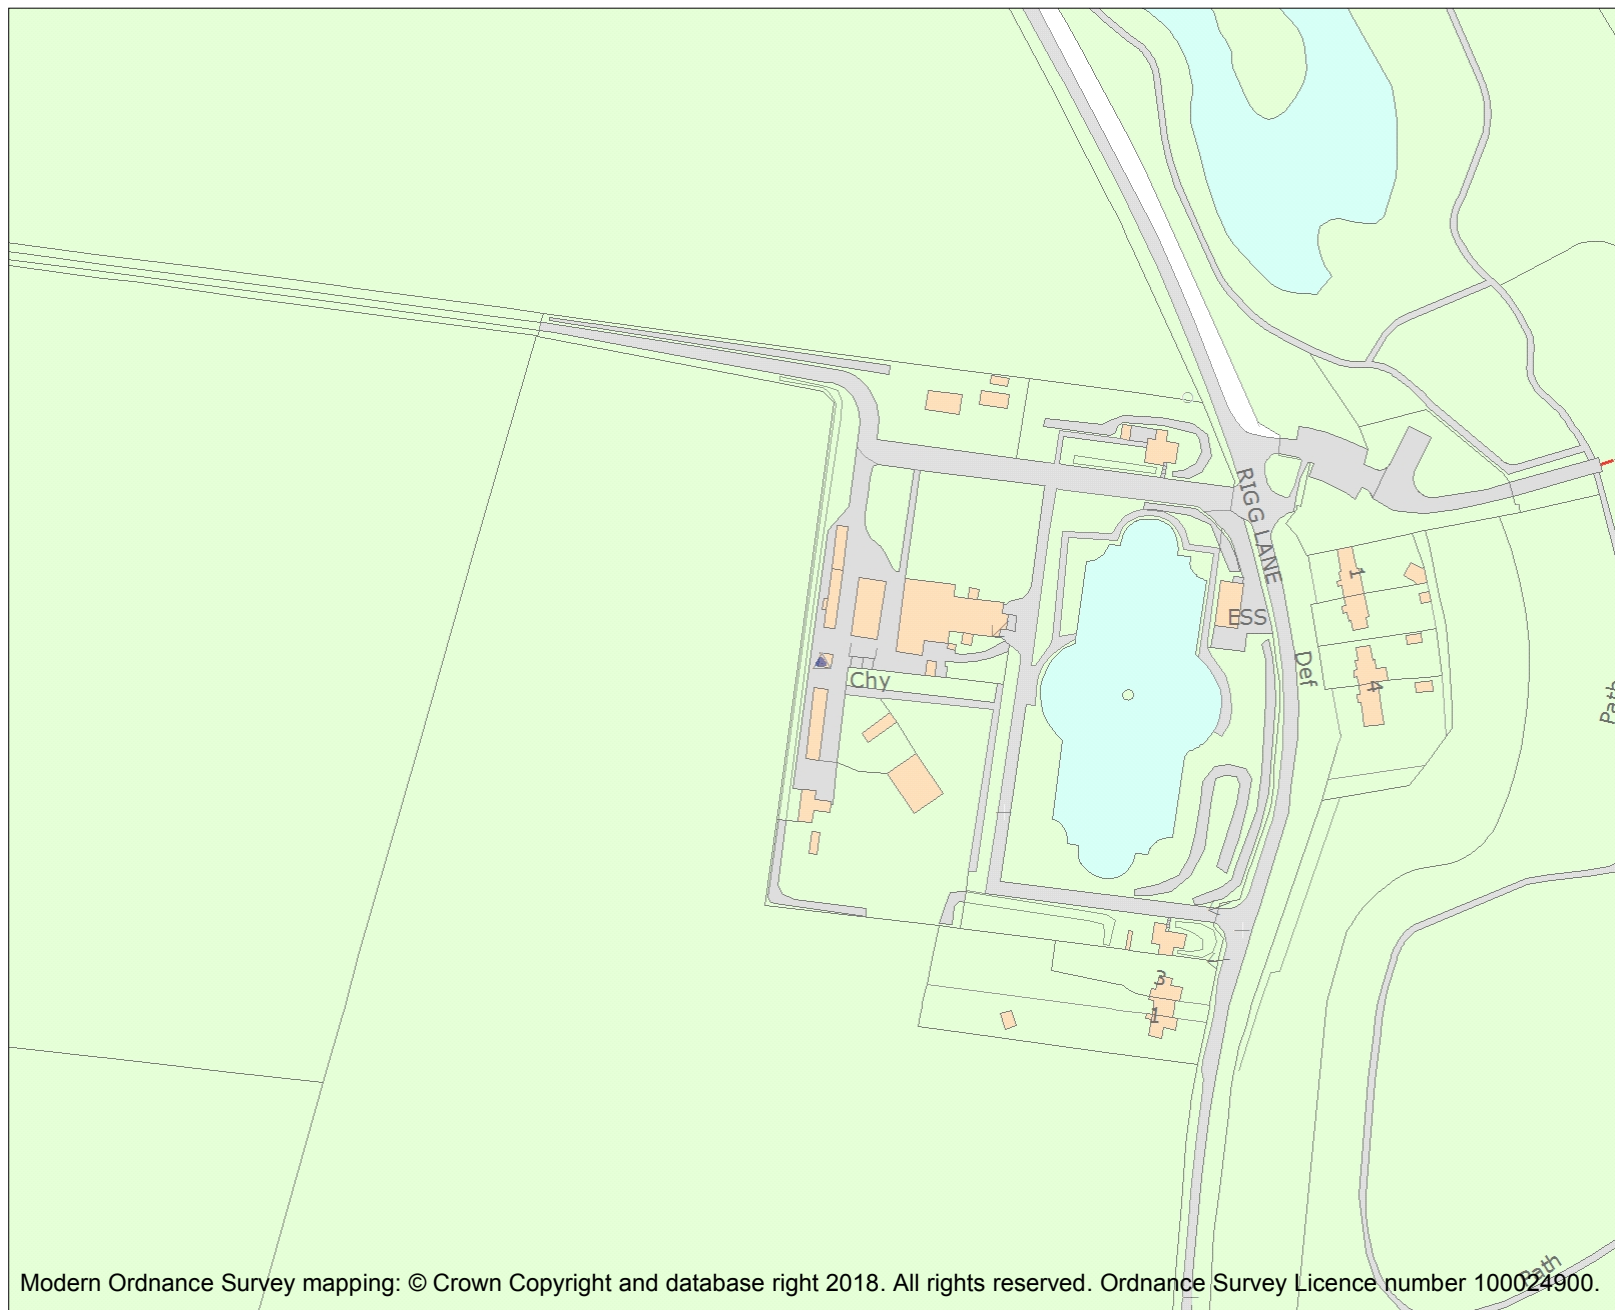 RIGG LANE
1
ESS
Def
4
Path
Chy
3
1
Path
Modern Ordnance Survey mapping: © Crown Copyright and database right 2018. All rights reserved. Ordnance Survey Licence number 100024900.